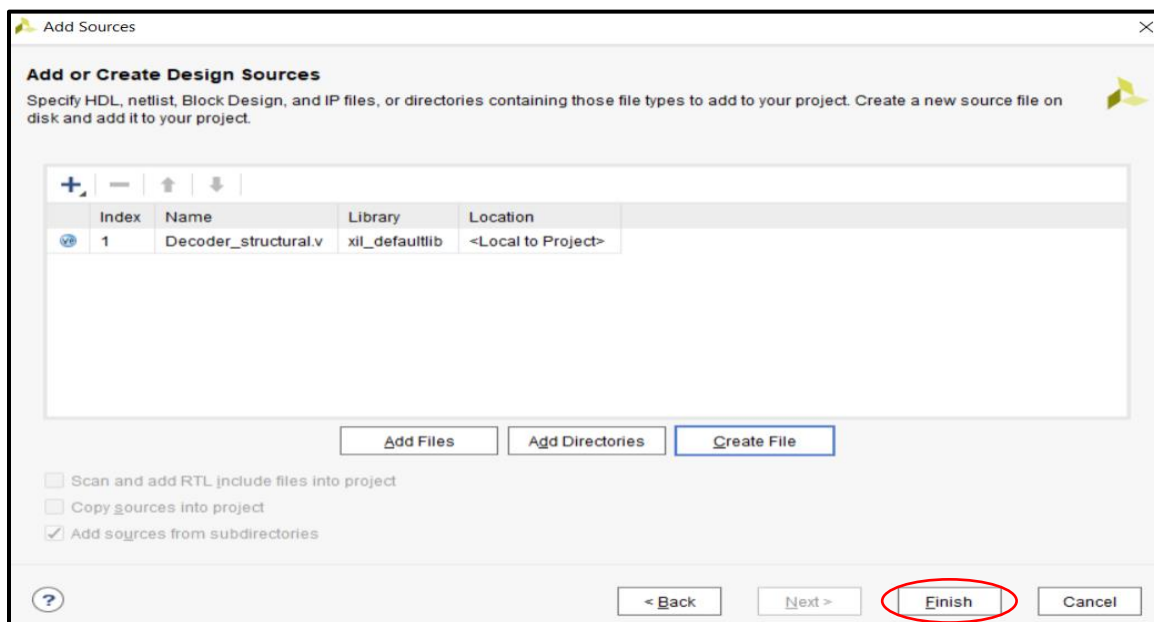 Add Sources
Add or Create Design Sources
Specify HDL, netlist, Block Design, and IP files, or directories containing those file types to add to your project. Create a new source file on
disk and add it to your project.
Index Name Library Location
1 Decoder_structural.v xil_defaultlib <Local to Project>
Add Files Add Directories Create File
Scan and add RTL include files into project
Copy sources into project
Add sources from subdirectories
? < Back Next > Finish Cancel